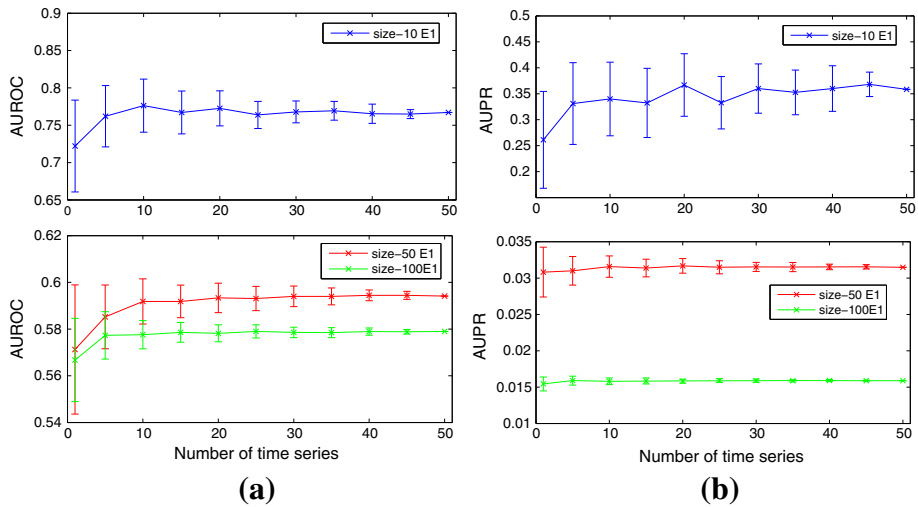 0.9
0.85
0.8
0.75
0.7
0.65
AUROC
size-10 E1
0 10 20 30 40 50
0.62
0.6
0.58
0.56
0.54
AUROC
size-50 E1
size-100E1
0 10 20 30 40 50
Number of time series
(a)
0.5
0.45
0.4
0.35
0.3
0.25
0.2
AUPR
size-10 E1
0 10 20 30 40 50
0.035
0.03
0.025
0.02
0.015
0.01
AUPR
size-50 E1
size-100E1
0 10 20 30 40 50
Number of time series
(b)